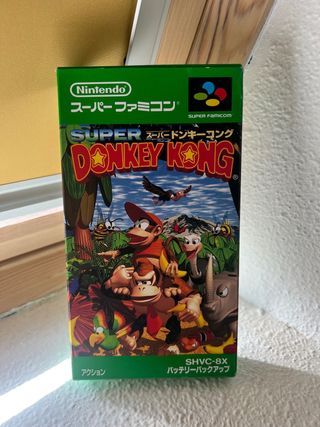 Nintendo
スーパーファミコン®
SUPER FAMICOM
SUPER スーパードンキーコング
DONKEY KONG®
SHVC-8X
アクション
バッテリーバックアップ